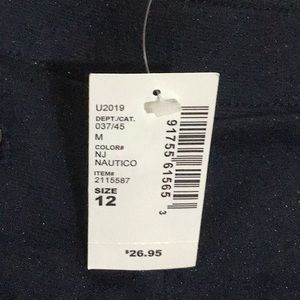 U2019
DEPT./CAT.
037/45
M
COLOR#
NJ
NAUTICO
ITEM#
2115587
SIZE
12
91755 61565 3
$26.95